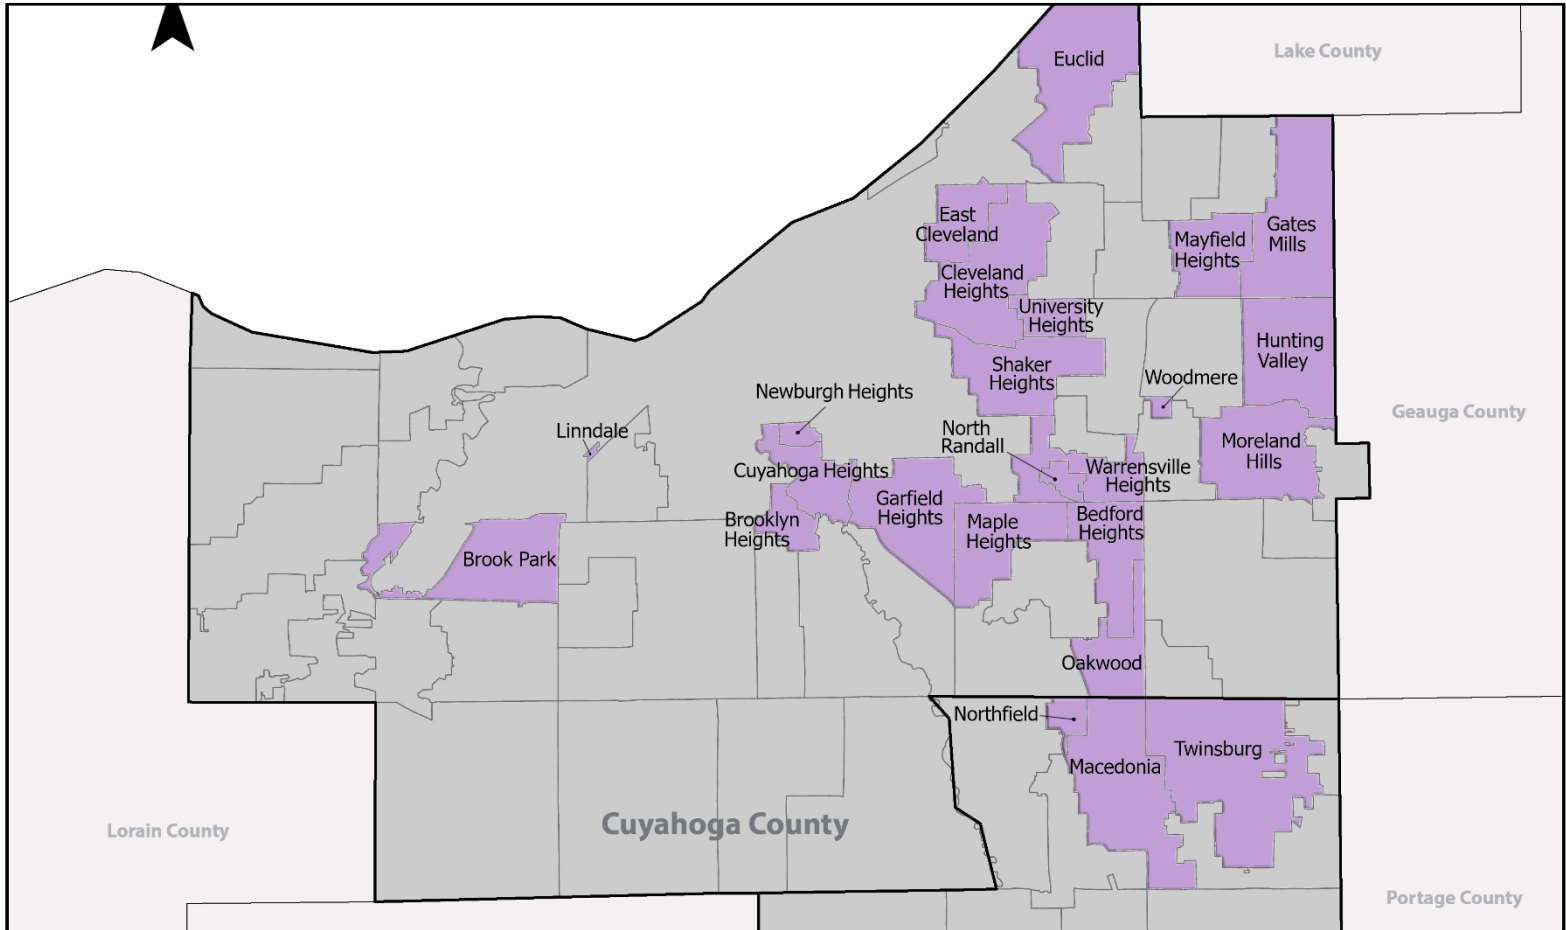 Euclid
Lake County
East
Cleveland
Mayfield
Heights
Gates
Mills
Cleveland
Heights
University
Heights
Hunting
Valley
Shaker
Heights
Woodmere
Newburgh Heights
Geauga County
Linndale
North
Randall
Moreland
Hills
Cuyahoga Heights
Warrensville
Heights
Garfield
Heights
Brooklyn
Heights
Maple
Heights
Bedford
Heights
Brook Park
Oakwood
Northfield
Twinsburg
Macedonia
Cuyahoga County
Lorain County
Portage County